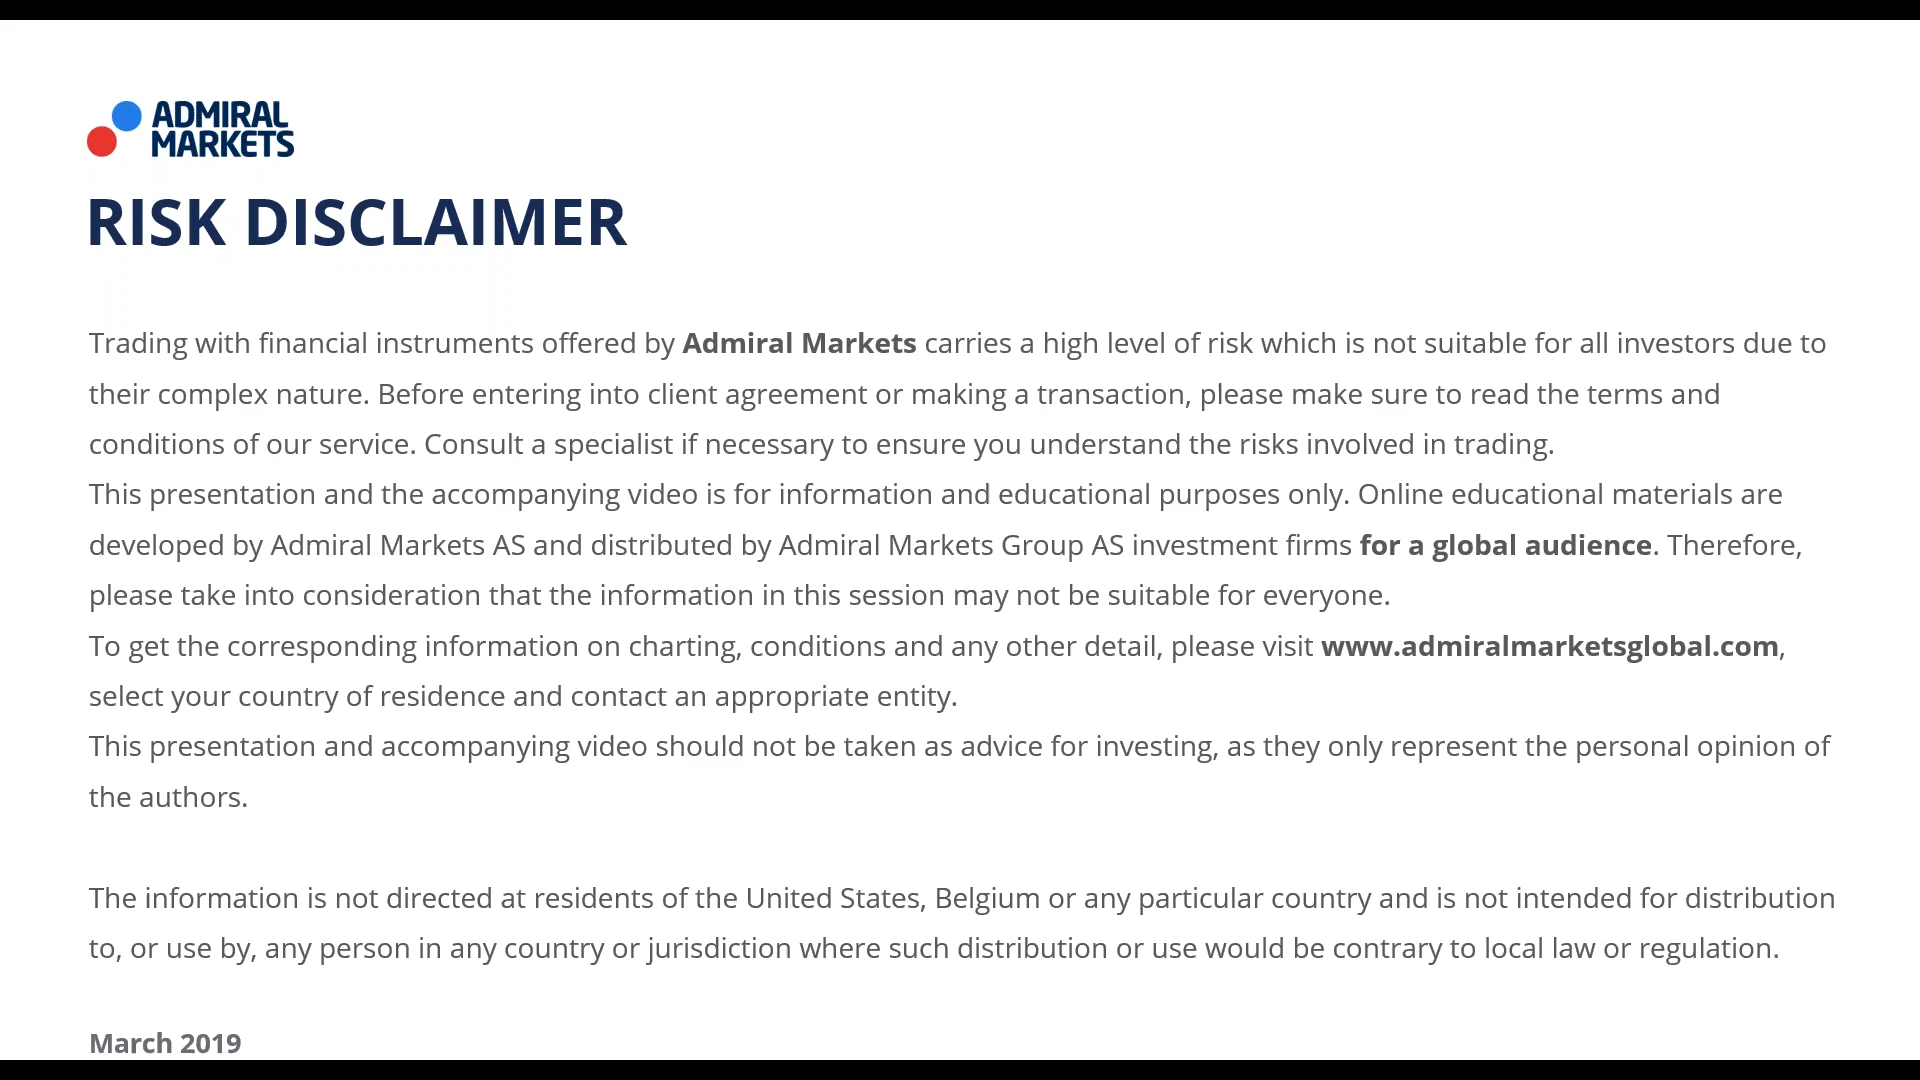 ADMIRAL
MARKETS
RISK DISCLAIMER
Trading with financial instruments offered by Admiral Markets carries a high level of risk which is not suitable for all investors due to
their complex nature. Before entering into client agreement or making a transaction, please make sure to read the terms and
conditions of our service. Consult a specialist if necessary to ensure you understand the risks involved in trading.
This presentation and the accompanying video is for information and educational purposes only. Online educational materials are
developed by Admiral Markets AS and distributed by Admiral Markets Group AS investment firms for a global audience. Therefore,
please take into consideration that the information in this session may not be suitable for everyone.
To get the corresponding information on charting, conditions and any other detail, please visit www.admiralmarketsglobal.com,
select your country of residence and contact an appropriate entity.
This presentation and accompanying video should not be taken as advice for investing, as they only represent the personal opinion of
the authors.
The information is not directed at residents of the United States, Belgium or any particular country and is not intended for distribution
to, or use by, any person in any country or jurisdiction where such distribution or use would be contrary to local law or regulation.
March 2019